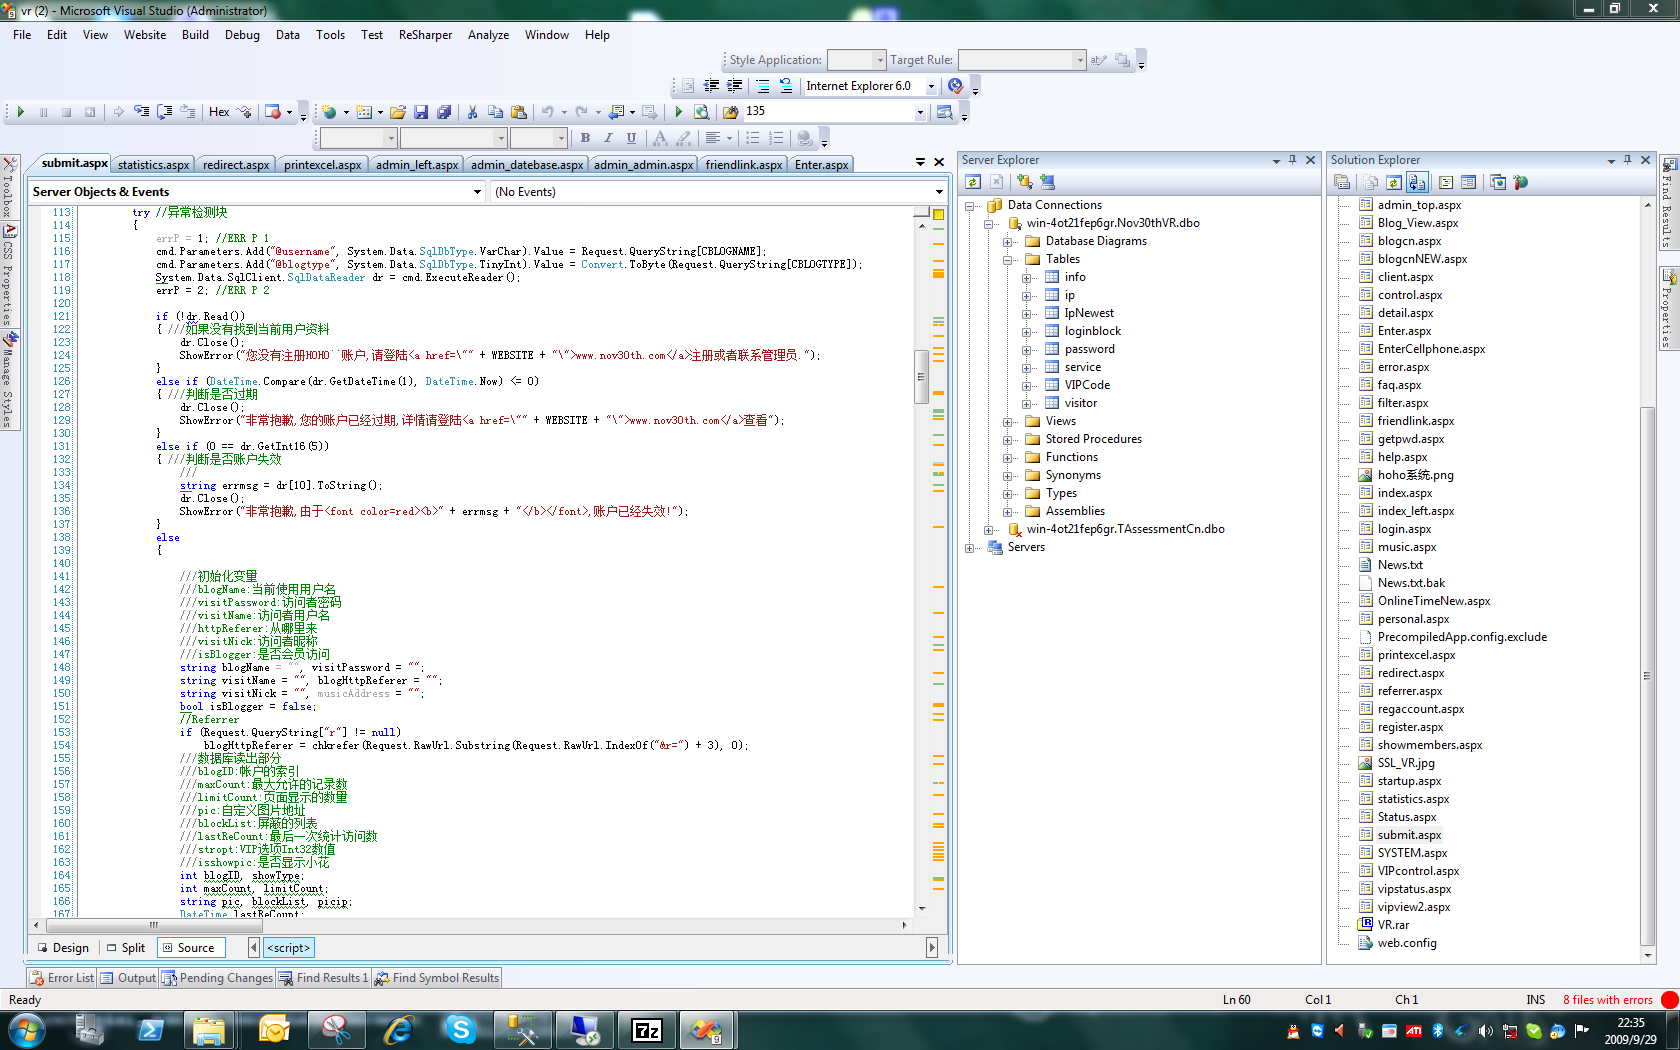 vr (2) - Microsoft Visual Studio (Administrator)
File Edit View Website Build Debug Data Tools Test ReSharper Analyze Window Help
Style Application: Target Rule:
Internet Explorer 6.0
Hex 135
submit.aspx statistics.aspx redirect.aspx printexcel.aspx admin_left.aspx admin_datebase.aspx admin_admin.aspx friendlink.aspx Enter.aspx
Server Objects & Events (No Events)
113 try //异常检测块
114 {
115 errP = 1; //ERR P 1
116 cmd.Parameters.Add("@username", System.Data.SqlDbType.VarChar).Value = Request.QueryString[CBLOGNAME];
117 cmd.Parameters.Add("@blogtype", System.Data.SqlDbType.TinyInt).Value = Convert.ToByte(Request.QueryString[CBLOGTYPE]);
118 System.Data.SqlClient.SqlDataReader dr = cmd.ExecuteReader();
119 errP = 2; //ERR P 2
120
121 if (!dr.Read())
122 { ///如果没有找到当前用户资料
123 dr.Close();
124 ShowError("您没有注册HOHO``账户,请登陆<a href=\"" + WEBSITE + "\">www.nov30th.com</a>注册或者联系管理员.");
125 }
126 else if (DateTime.Compare(dr.GetDateTime(1), DateTime.Now) <= 0)
127 { ///判断是否过期
128 dr.Close();
129 ShowError("非常抱歉,您的账户已经过期,详情请登陆<a href=\"" + WEBSITE + "\">www.nov30th.com</a>查看");
130 }
131 else if (0 == dr.GetInt16(5))
132 { ///判断是否账户失效
133 ///
134 string errmsg = dr[10].ToString();
135 dr.Close();
136 ShowError("非常抱歉,由于<font color=red><b>" + errmsg + "</b></font>,账户已经失效!");
137 }
138 else
139 {
140
141 ///初始化变量
142 ///blogName:当前使用用户名
143 ///visitPassword:访问者密码
144 ///visitName:访问者用户名
145 ///httpReferer:从哪里来
146 ///visitNick:访问者昵称
147 ///isBlogger:是否会员访问
148 string blogName = "", visitPassword = "";
149 string visitName = "", blogHttpReferer = "";
150 string visitNick = "", musicAddress = "";
151 bool isBlogger = false;
152 //Referrer
153 if (Request.QueryString["r"] != null)
154 blogHttpReferer = chkrefer(Request.RawUrl.Substring(Request.RawUrl.IndexOf("&r=") + 3), 0);
155 ///数据库读出部分
156 ///blogID:帐户的索引
157 ///maxCount:最大允许的记录数
158 ///limitCount:页面显示的数量
159 ///pic:自定义图片地址
160 ///blockList:屏蔽的列表
161 ///lastReCount:最后一次统计访问数
162 ///stropt:VIP选项Int32数值
163 ///isshowpic:是否显示小花
164 int blogID, showType;
165 int maxCount, limitCount;
166 string pic, blockList, picip;
167 DateTime lastReCount;
Design Split Source <script>
Toolbox
CSS Properties
Manage Styles
Server Explorer
Data Connections
win-4ot21fep6gr.Nov30thVR.dbo
Database Diagrams
Tables
info
ip
IpNewest
loginblock
password
service
VIPCode
visitor
Views
Stored Procedures
Functions
Synonyms
Types
Assemblies
win-4ot21fep6gr.TAssessmentCn.dbo
Servers
Solution Explorer
admin_top.aspx
Blog_View.aspx
blogcn.aspx
blogcnNEW.aspx
client.aspx
control.aspx
detail.aspx
Enter.aspx
EnterCellphone.aspx
error.aspx
faq.aspx
filter.aspx
friendlink.aspx
getpwd.aspx
help.aspx
hoho系统.png
index.aspx
index_left.aspx
login.aspx
music.aspx
News.txt
News.txt.bak
OnlineTimeNew.aspx
personal.aspx
PrecompiledApp.config.exclude
printexcel.aspx
redirect.aspx
referrer.aspx
regaccount.aspx
register.aspx
showmembers.aspx
SSL_VR.jpg
startup.aspx
statistics.aspx
Status.aspx
submit.aspx
SYSTEM.aspx
VIPcontrol.aspx
vipstatus.aspx
vipview2.aspx
VR.rar
web.config
Find Results 1
Properties
Error List Output Pending Changes Find Results 1 Find Symbol Results
Ready Ln 60 Col 1 Ch 1 INS 8 files with errors
7z 9 ATI
22:35
2009/9/29